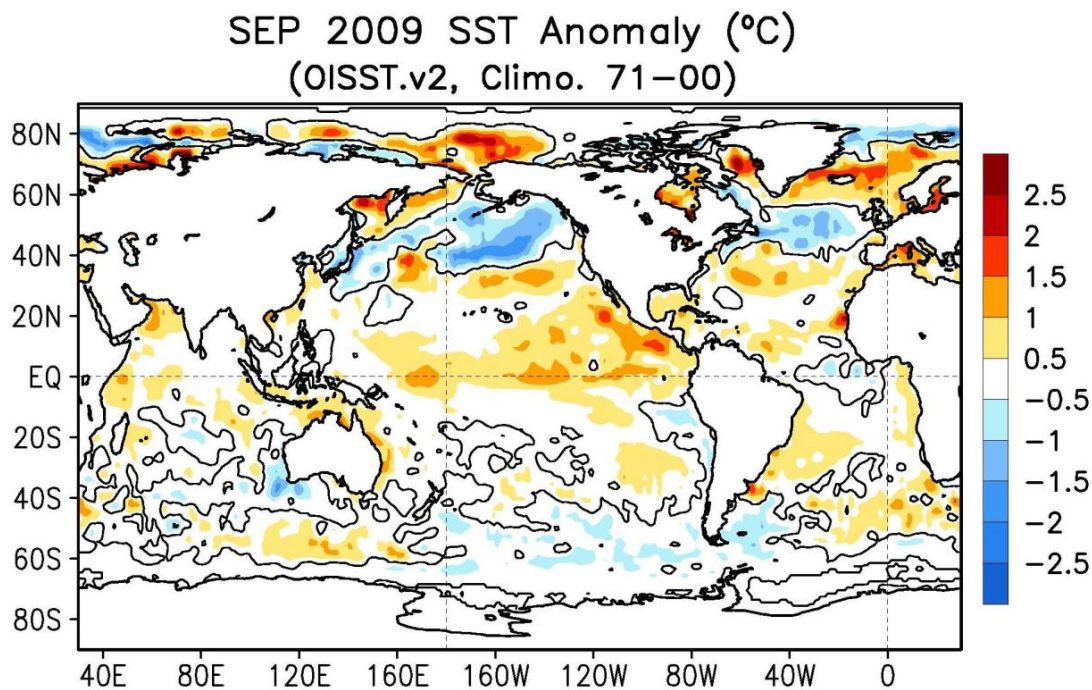 SEP 2009 SST Anomaly (ºC)
(OISST.v2, Climo. 71−00)
80N
60N
40N
20N
EQ
20S
40S
60S
80S
40E 80E 120E 160E 160W 120W 80W 40W 0
2.5
2
1.5
1
0.5
−0.5
−1
−1.5
−2
−2.5